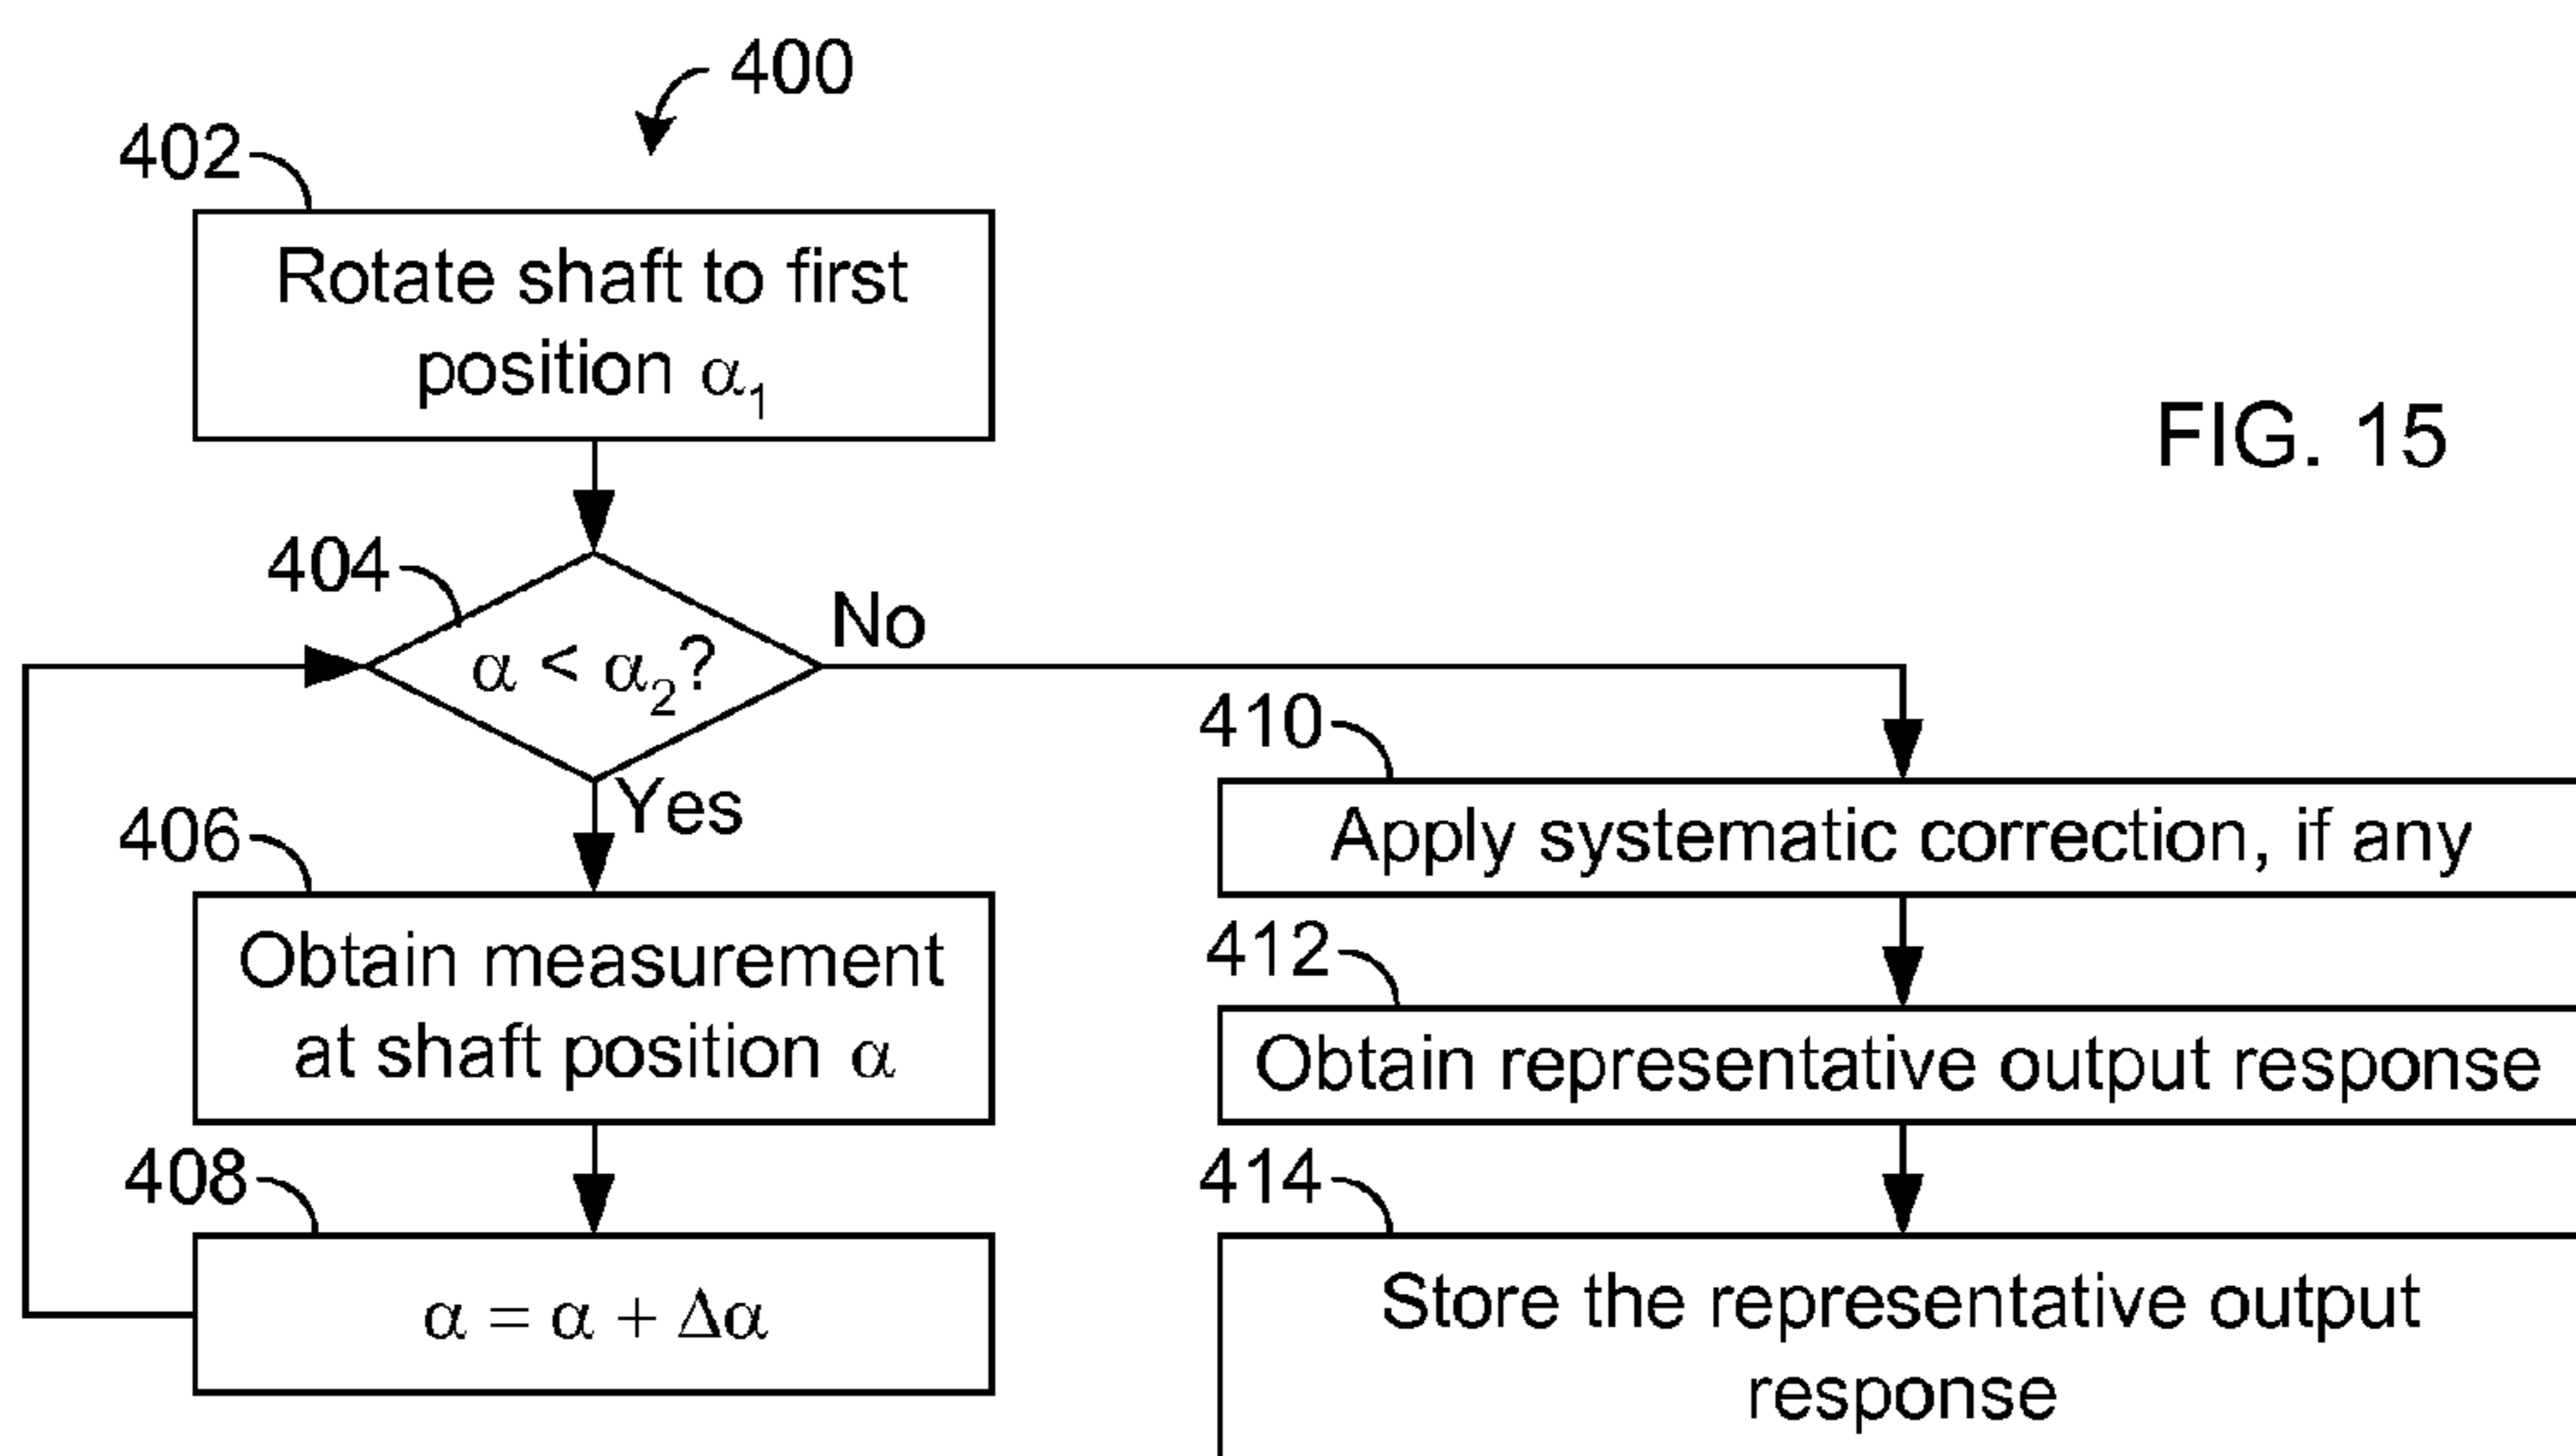 400
402
Rotate shaft to first
position α₁
FIG. 15
404
α < α₂?
No
Yes
406
Obtain measurement
at shaft position α
408
α = α + Δα
410
Apply systematic correction, if any
412
Obtain representative output response
414
Store the representative output
response